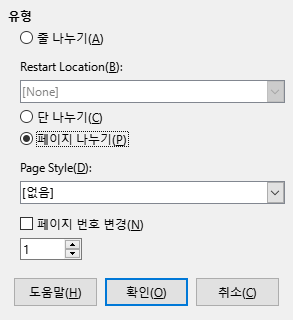 유형
줄 나누기(A)
Restart Location(B):
[None]
단 나누기(C)
페이지 나누기(P)
Page Style(D):
[없음]
페이지 번호 변경(N)
1
도움말(H) 확인(O) 취소(C)